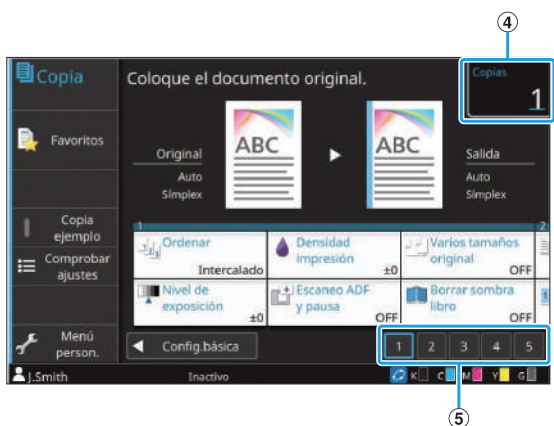 ④
Copia
Coloque el documento original.
Copias
1
Favoritos
Original
Auto
Símplex
ABC
ABC
Salida
Auto
Símplex
Copia
ejemplo
Comprobar
ajustes
Menú
person.
1
2
Ordenar
Intercalado
Densidad
impresión
±0
Varios tamaños
original
OFF
Nivel de
exposición
±0
Escaneo ADF
y pausa
OFF
Borrar sombra
libro
OFF
1
Config.básica
1 2 3 4 5
J.Smith
Inactivo
K C M Y G
⑤